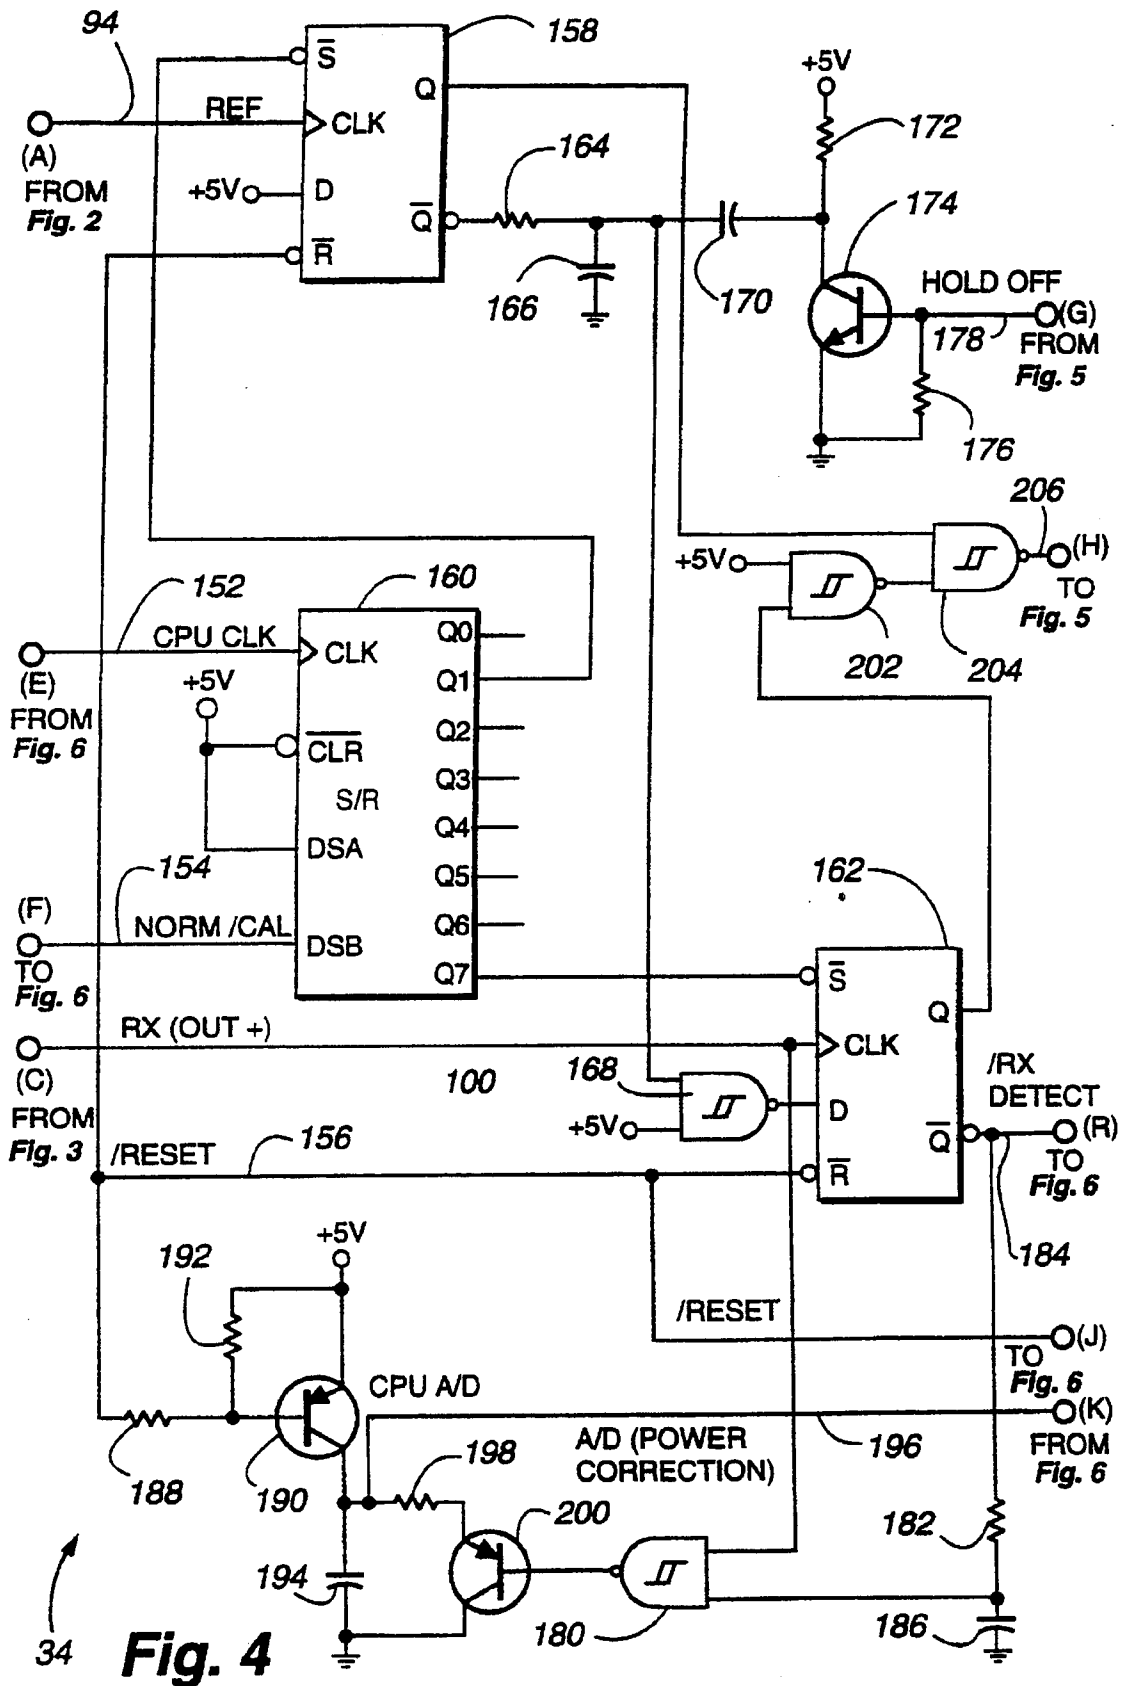 94
158
S̅
Q
+5V
REF
CLK
172
(A)
FROM
Fig. 2
+5V
D
164
174
Q̅
R̅
166
170
HOLD OFF
(G)
178
FROM
Fig. 5
176
206
(H)
+5V
TO
Fig. 5
152
160
202
204
CPU CLK
CLK
Q0
(E)
FROM
Fig. 6
+5V
Q1
C̅L̅R̅
Q2
S/R
Q3
Q4
DSA
Q5
154
162
(F)
NORM /CAL
DSB
Q6
TO
Fig. 6
Q7
S̅
Q
RX (OUT +)
CLK
(C)
100
168
/RX
DETECT
FROM
Fig. 3
D
+5V
Q̅
(R)
/RESET
156
R̅
TO
Fig. 6
184
+5V
192
/RESET
(J)
TO
Fig. 6
CPU A/D
(K)
A/D (POWER
CORRECTION)
196
FROM
Fig. 6
198
188
190
200
182
194
180
186
34
Fig. 4